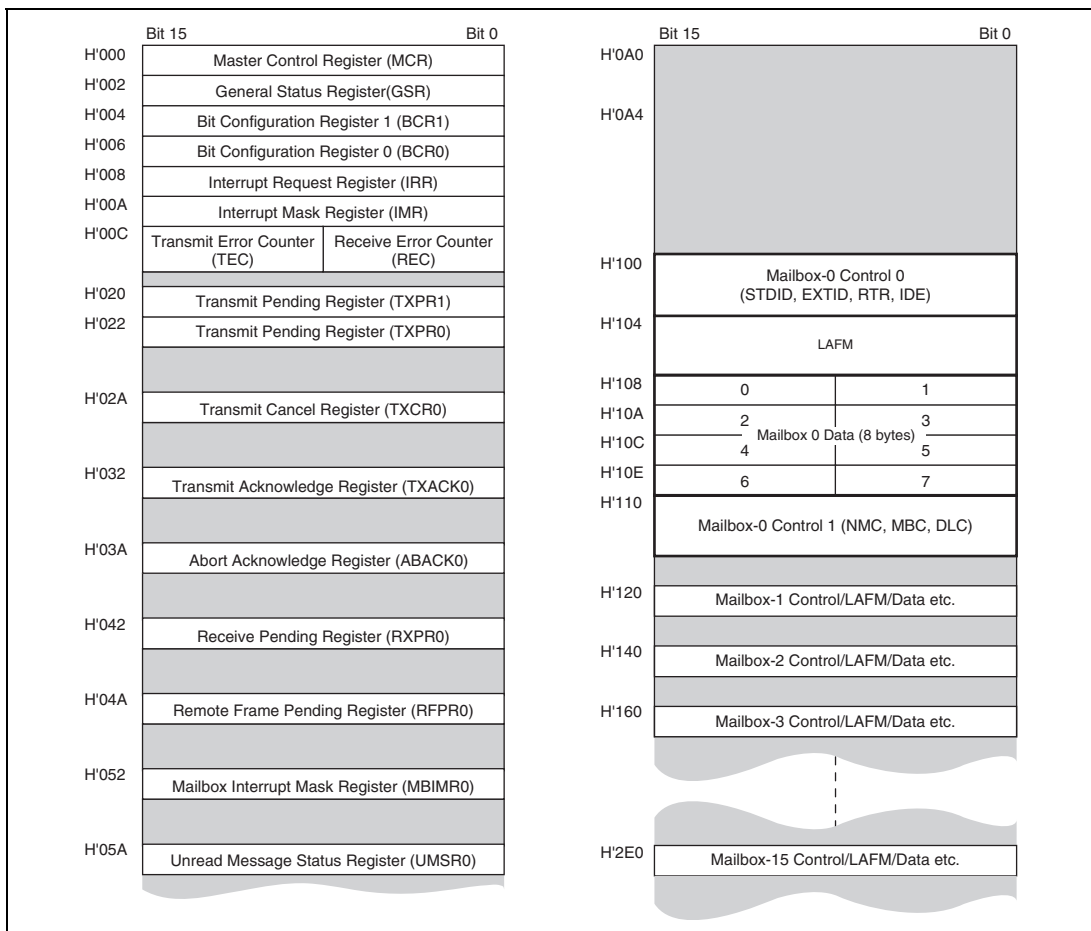 Bit 15 Bit 0
H'000 Master Control Register (MCR)
H'002 General Status Register(GSR)
H'004 Bit Configuration Register 1 (BCR1)
H'006 Bit Configuration Register 0 (BCR0)
H'008 Interrupt Request Register (IRR)
H'00A Interrupt Mask Register (IMR)
H'00C Transmit Error Counter (TEC) Receive Error Counter (REC)
H'020 Transmit Pending Register (TXPR1)
H'022 Transmit Pending Register (TXPR0)
H'02A Transmit Cancel Register (TXCR0)
H'032 Transmit Acknowledge Register (TXACK0)
H'03A Abort Acknowledge Register (ABACK0)
H'042 Receive Pending Register (RXPR0)
H'04A Remote Frame Pending Register (RFPR0)
H'052 Mailbox Interrupt Mask Register (MBIMR0)
H'05A Unread Message Status Register (UMSR0)
Bit 15 Bit 0
H'0A0
H'0A4
H'100 Mailbox-0 Control 0
(STDID, EXTID, RTR, IDE)
H'104 LAFM
H'108 0 1
H'10A 2 3
Mailbox 0 Data (8 bytes)
H'10C 4 5
H'10E 6 7
H'110 Mailbox-0 Control 1 (NMC, MBC, DLC)
H'120 Mailbox-1 Control/LAFM/Data etc.
H'140 Mailbox-2 Control/LAFM/Data etc.
H'160 Mailbox-3 Control/LAFM/Data etc.
H'2E0 Mailbox-15 Control/LAFM/Data etc.